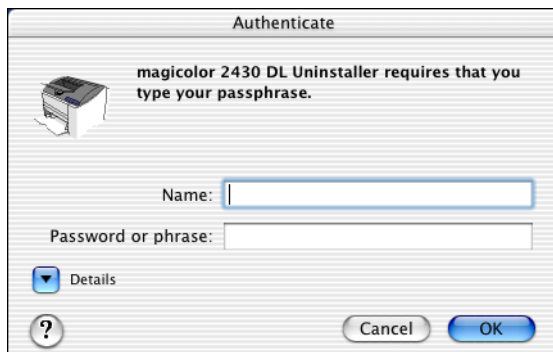 Authenticate
magicolor 2430 DL Uninstaller requires that you
type your passphrase.
Name:
Password or phrase:
Details
?
Cancel
OK